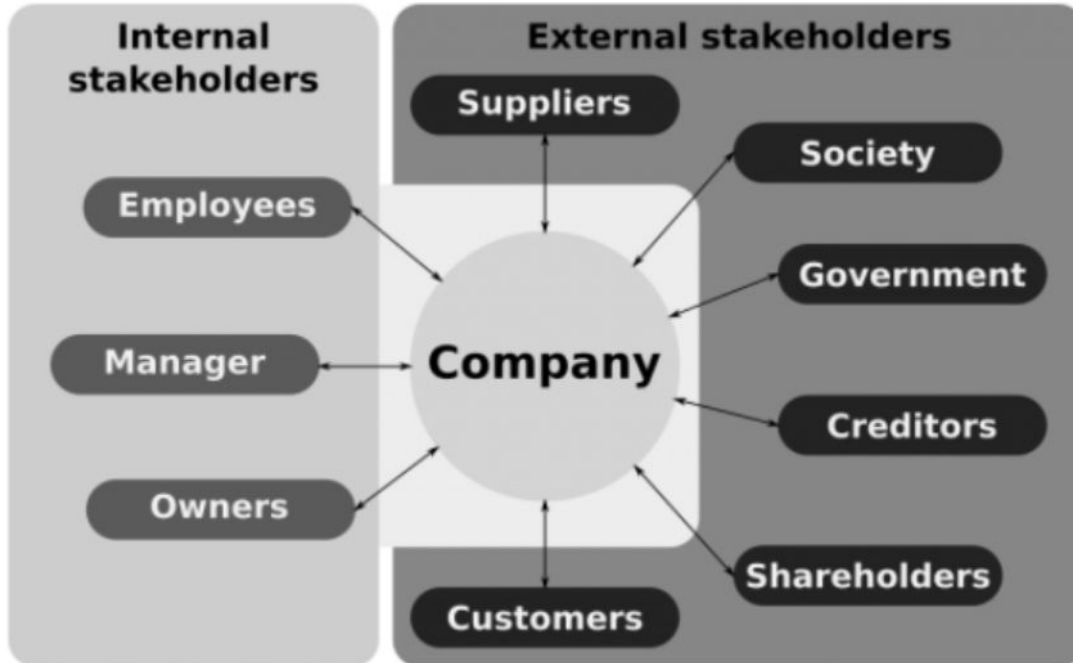 Internal
stakeholders
External stakeholders
Suppliers
Society
Employees
Government
Manager
Company
Creditors
Owners
Shareholders
Customers